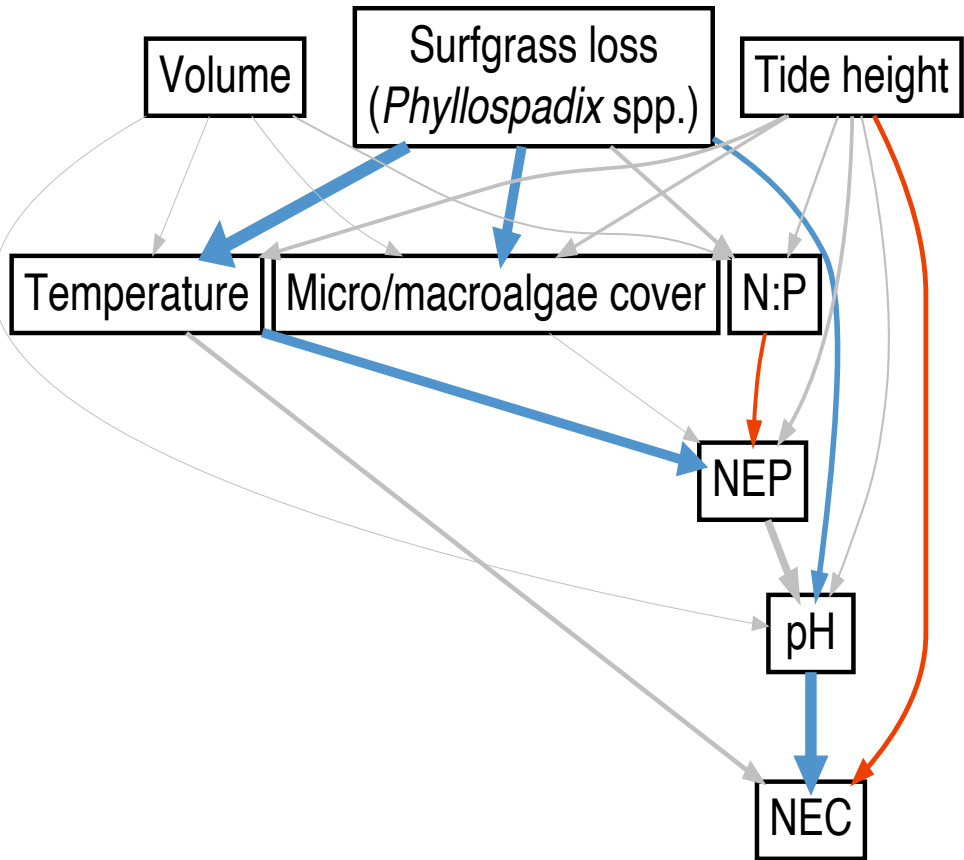 Volume
Surfgrass loss
(Phyllospadix spp.)
Tide height
Temperature
Micro/macroalgae cover
N:P
NEP
pH
NEC